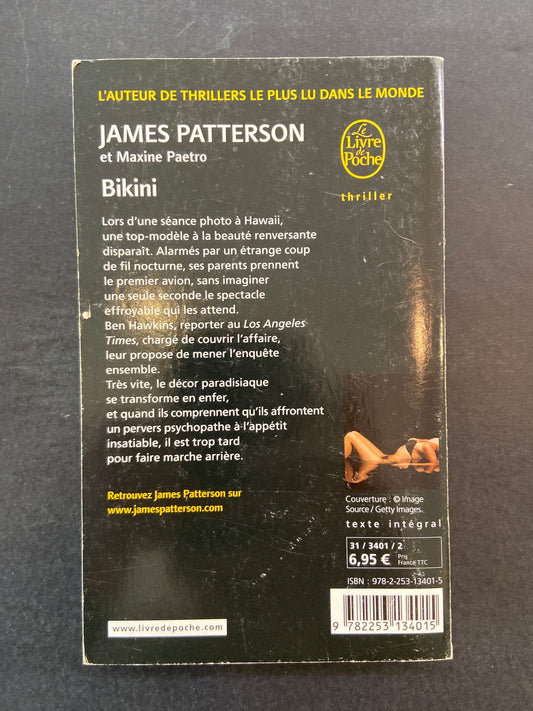 L'AUTEUR DE THRILLERS LE PLUS LU DANS LE MONDE
JAMES PATTERSON
et Maxine Paetro
Bikini
Le
Livre
de
Poche
thriller
Lors d'une séance photo à Hawaii,
une top-modèle à la beauté renversante
disparaît. Alarmés par un étrange coup
de fil nocturne, ses parents prennent
le premier avion, sans imaginer
une seule seconde le spectacle
effroyable qui les attend.
Ben Hawkins, reporter au Los Angeles
Times, chargé de couvrir l'affaire,
leur propose de mener l'enquête
ensemble.
Très vite, le décor paradisiaque
se transforme en enfer,
et quand ils comprennent qu'ils affrontent
un pervers psychopathe à l'appétit
insatiable, il est trop tard
pour faire marche arrière.
Retrouvez James Patterson sur
www.jamespatterson.com
Couverture : © Image
Source / Getty Images.
texte intégral
31 / 3401 / 2
6,95 € Prix
France TTC
ISBN : 978-2-253-13401-5
9 782253 134015
www.livredepoche.com